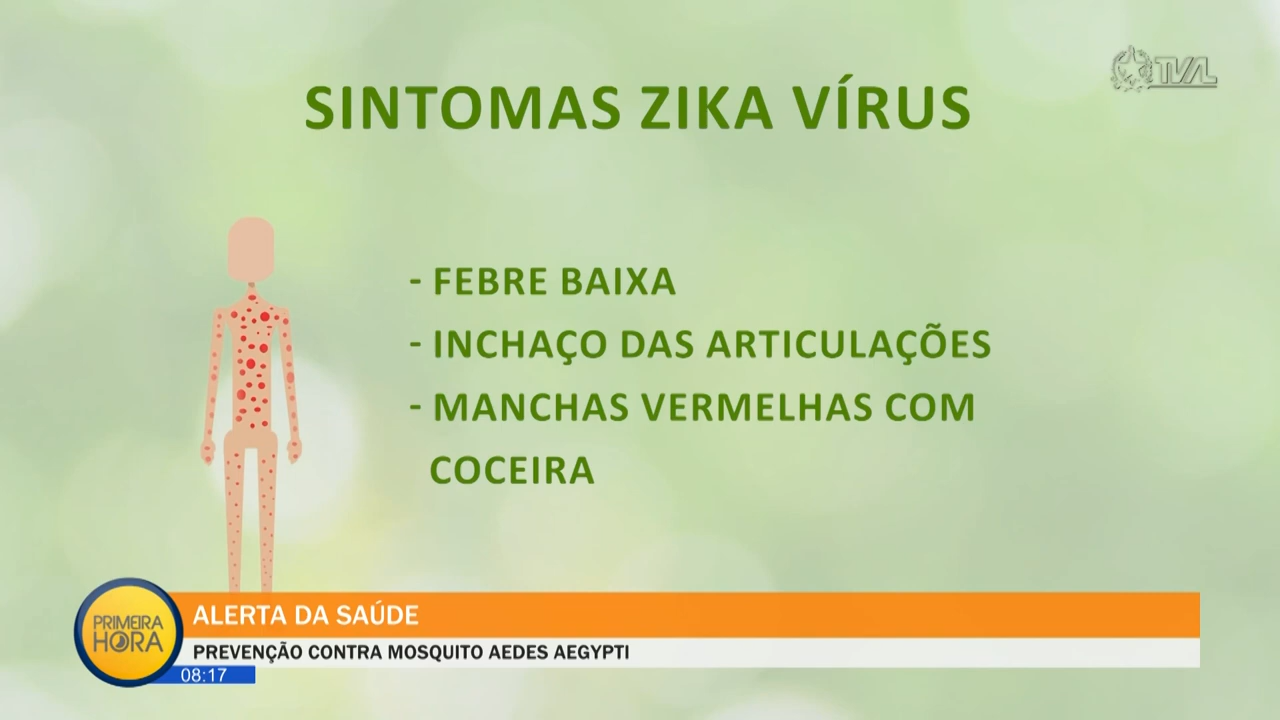 TVAL
SINTOMAS ZIKA VÍRUS
- FEBRE BAIXA
- INCHAÇO DAS ARTICULAÇÕES
- MANCHAS VERMELHAS COM
COCEIRA
PRIMEIRA
HORA
ALERTA DA SAÚDE
PREVENÇÃO CONTRA MOSQUITO AEDES AEGYPTI
08:17